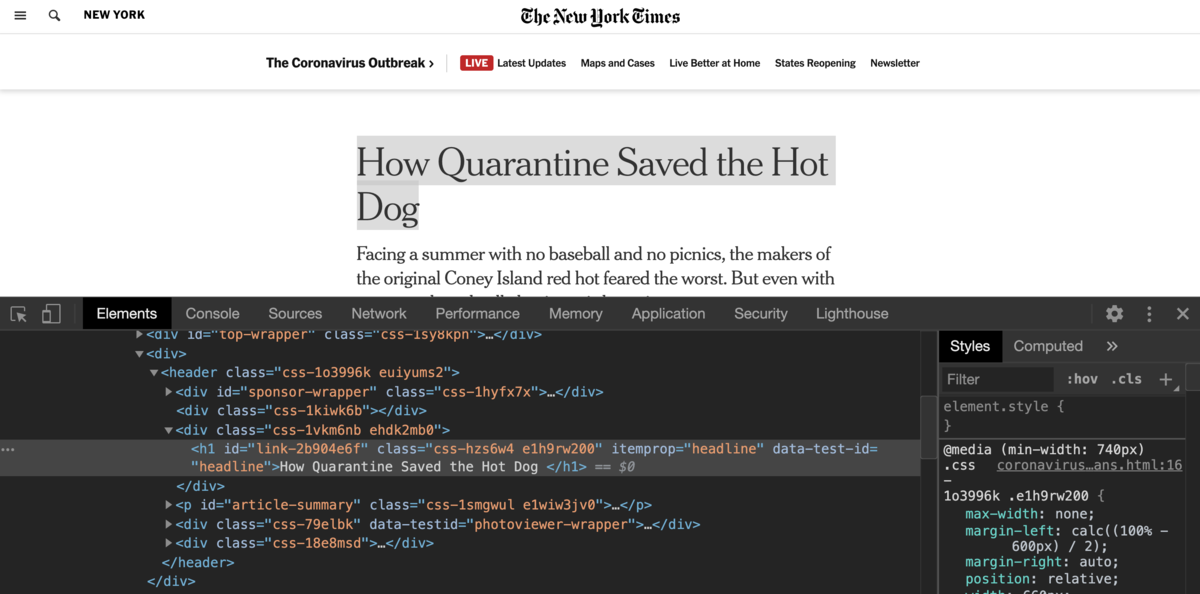 NEW YORK
The New York Times
The Coronavirus Outbreak ›
LIVE Latest Updates Maps and Cases Live Better at Home States Reopening Newsletter
How Quarantine Saved the Hot
Dog
Facing a summer with no baseball and no picnics, the makers of
the original Coney Island red hot feared the worst. But even with
Elements Console Sources Network Performance Memory Application Security Lighthouse
<div id="top-wrapper" class="css-1sy8kpn">…</div>
<div>
<header class="css-1o3996k euiyums2">
<div id="sponsor-wrapper" class="css-1hyfx7x">…</div>
<div class="css-1kiwk6b"></div>
<div class="css-1vkm6nb ehdk2mb0">
<h1 id="link-2b904e6f" class="css-hzs6w4 e1h9rw200" itemprop="headline" data-test-id=
"headline">How Quarantine Saved the Hot Dog </h1> == $0
</div>
<p id="article-summary" class="css-1smgwul e1wiw3jv0">…</p>
<div class="css-79elbk" data-testid="photoviewer-wrapper">…</div>
<div class="css-18e8msd">…</div>
</header>
</div>
Styles Computed »
Filter :hov .cls +
element.style {
}
@media (min-width: 740px)
.css coronavirus…ans.html:16
–
1o3996k .e1h9rw200 {
max-width: none;
margin-left: calc((100% –
600px) / 2);
margin-right: auto;
position: relative;